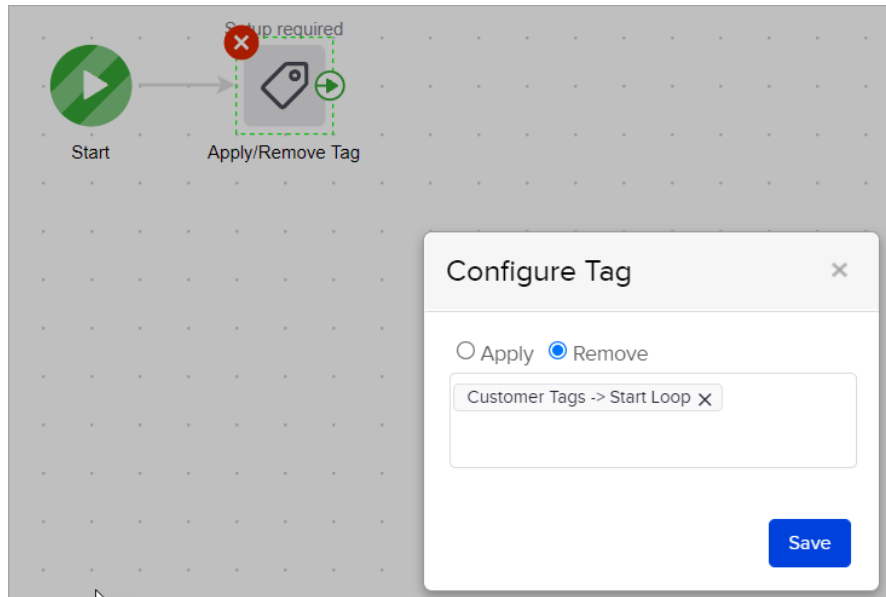 Setup required
Start
Apply/Remove Tag
Configure Tag
Apply Remove
Customer Tags -> Start Loop
Save